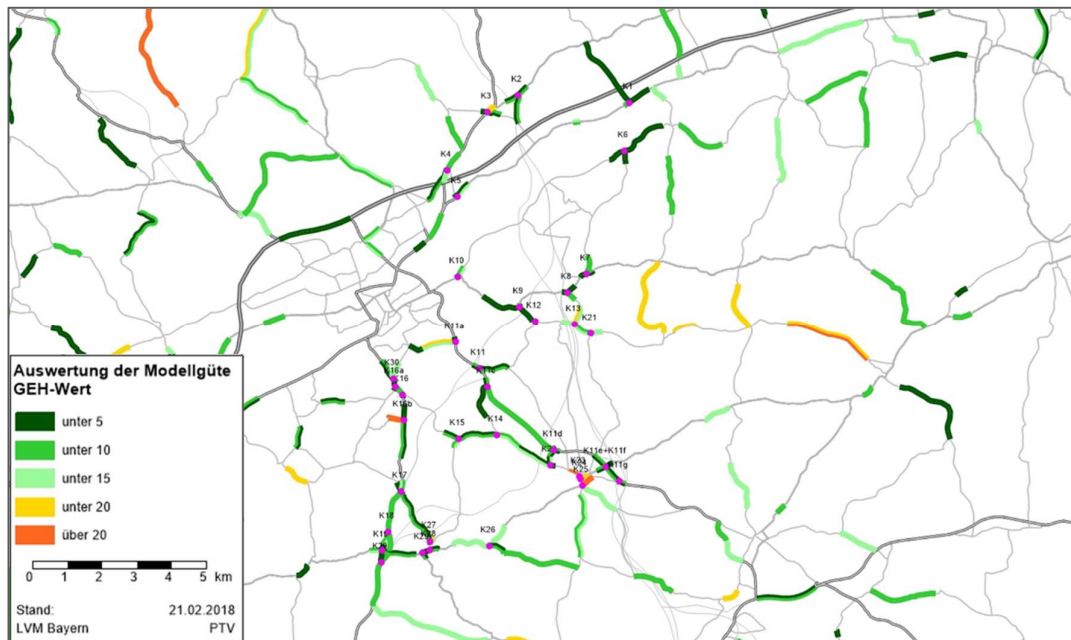 K1
K2
K3
K6
K4
K5
K7
K10
K8
K9
K12
K13
K21
K11a
K11
K30
K16a
K16
K16b
K15
K14
K11d
K11e+K11f
K11g
K25
K17
K18
K27
K26
Auswertung der Modellgüte
GEH-Wert
unter 5
unter 10
unter 15
unter 20
über 20
0 1 2 3 4 5 km
Stand: 21.02.2018
LVM Bayern PTV